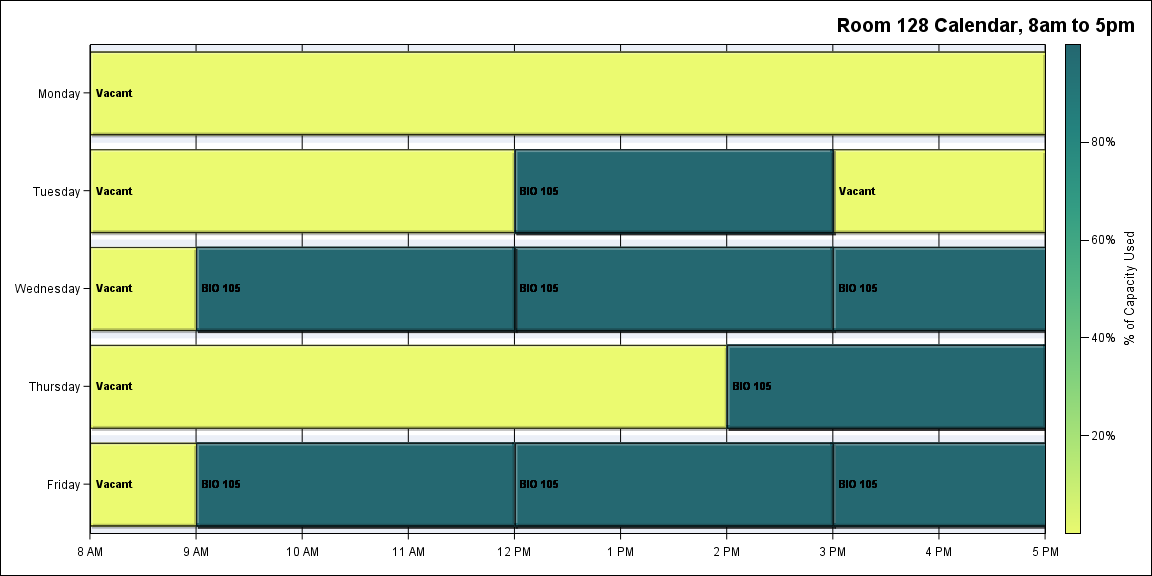 Room 128 Calendar, 8am to 5pm
Monday
Vacant
80%
Tuesday
Vacant
BIO 105
Vacant
60%
% of Capacity Used
Wednesday
Vacant
BIO 105
BIO 105
BIO 105
40%
Thursday
Vacant
BIO 105
20%
Friday
Vacant
BIO 105
BIO 105
BIO 105
8 AM
9 AM
10 AM
11 AM
12 PM
1 PM
2 PM
3 PM
4 PM
5 PM